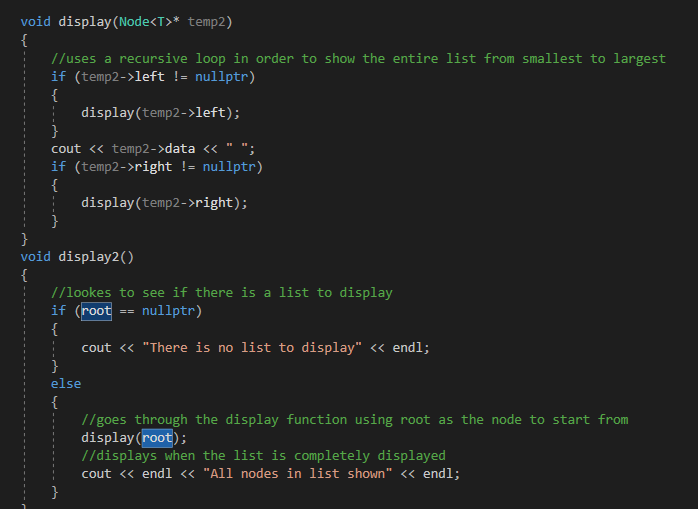 void display(Node<T>* temp2)
{
//uses a recursive loop in order to show the entire list from smallest to largest
if (temp2->left != nullptr)
{
display(temp2->left);
}
cout << temp2->data << " ";
if (temp2->right != nullptr)
{
display(temp2->right);
}
}
void display2()
{
//lookes to see if there is a list to display
if (root == nullptr)
{
cout << "There is no list to display" << endl;
}
else
{
//goes through the display function using root as the node to start from
display(root);
//displays when the list is completely displayed
cout << endl << "All nodes in list shown" << endl;
}
}